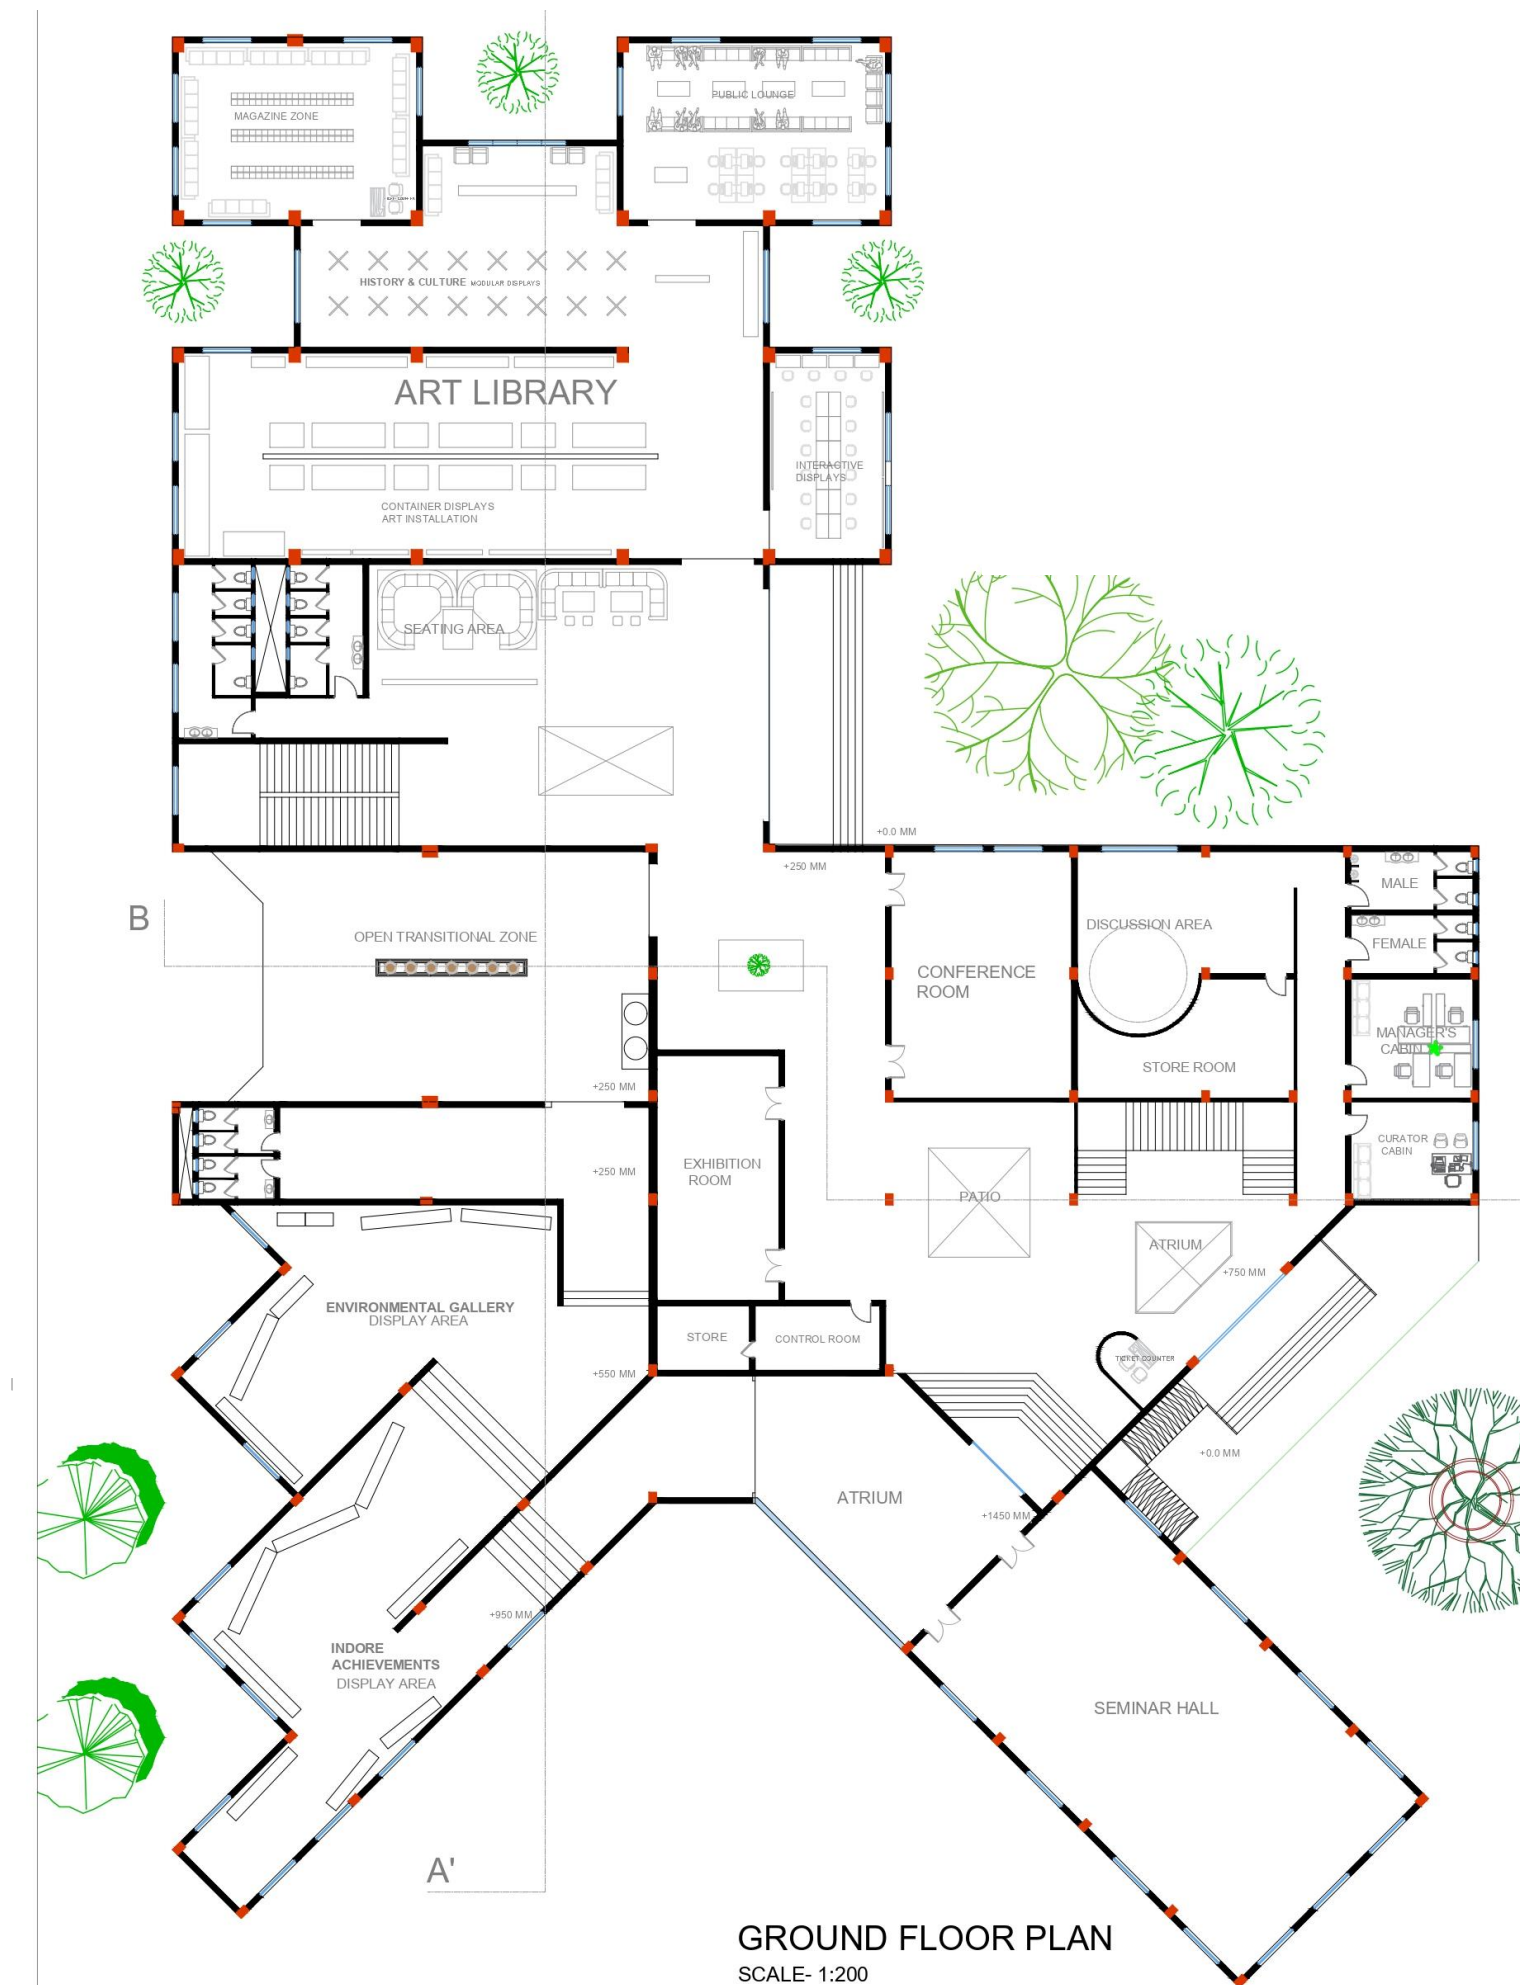 MAGAZINE ZONE
PUBLIC LOUNGE
HISTORY & CULTURE MODULAR DISPLAYS
ART LIBRARY
INTERACTIVE
DISPLAYS
CONTAINER DISPLAYS
ART INSTALLATION
SEATING AREA
+0.0 MM
+250 MM
MALE
B
DISCUSSION AREA
OPEN TRANSITIONAL ZONE
FEMALE
CONFERENCE
ROOM
MANAGER'S
CABIN
STORE ROOM
+250 MM
CURATOR
CABIN
EXHIBITION
ROOM
+250 MM
PATIO
ATRIUM
+750 MM
ENVIRONMENTAL GALLERY
DISPLAY AREA
STORE
CONTROL ROOM
TICKET COUNTER
+550 MM
+0.0 MM
ATRIUM
+1450 MM
+950 MM
INDORE
ACHIEVEMENTS
DISPLAY AREA
SEMINAR HALL
A'
GROUND FLOOR PLAN
SCALE- 1:200